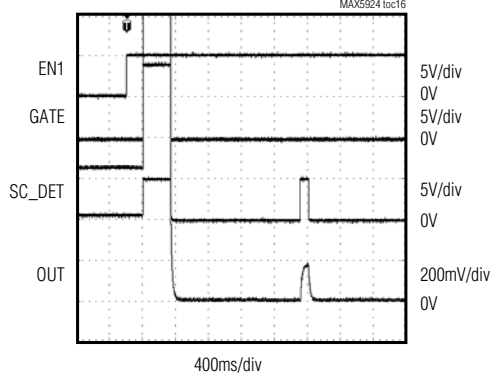 MAX5924 toc16
T
EN1
5V/div
0V
GATE
5V/div
0V
SC_DET
5V/div
0V
OUT
200mV/div
0V
400ms/div